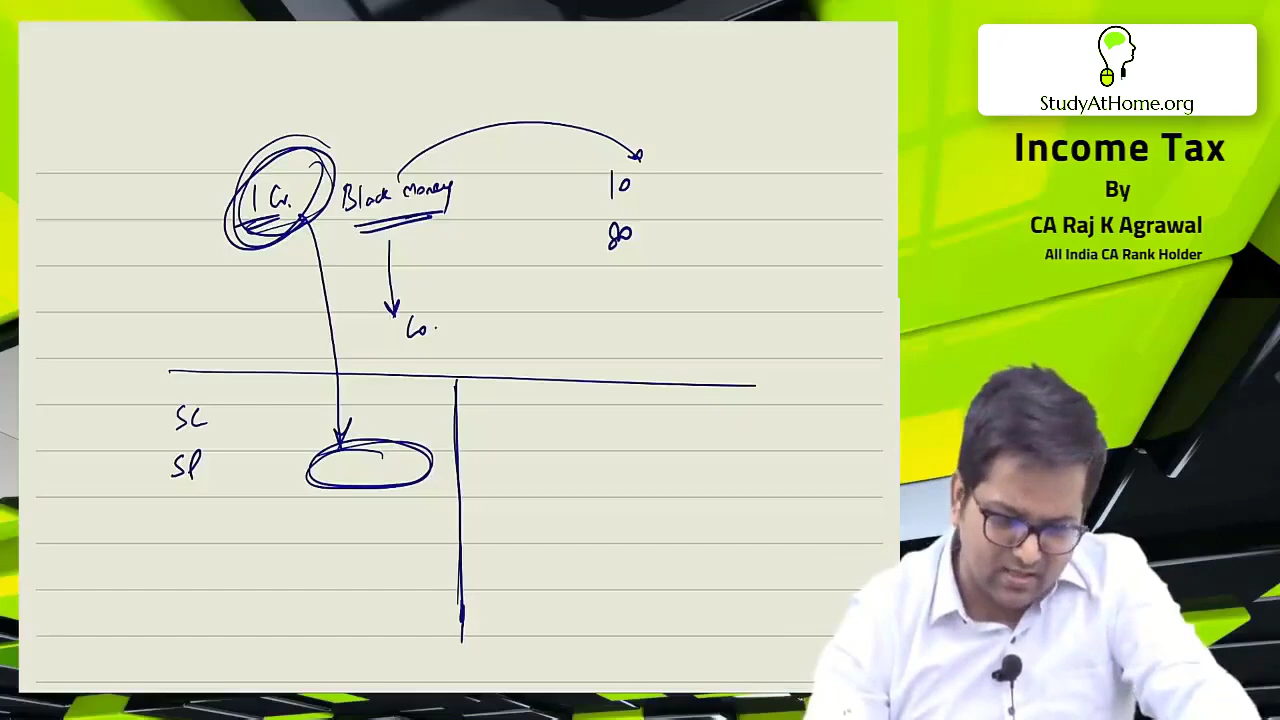 1 Cr. Black Money
10
80
Co.
SC
SP
StudyAtHome.org
Income Tax
By
CA Raj K Agrawal
All India CA Rank Holder